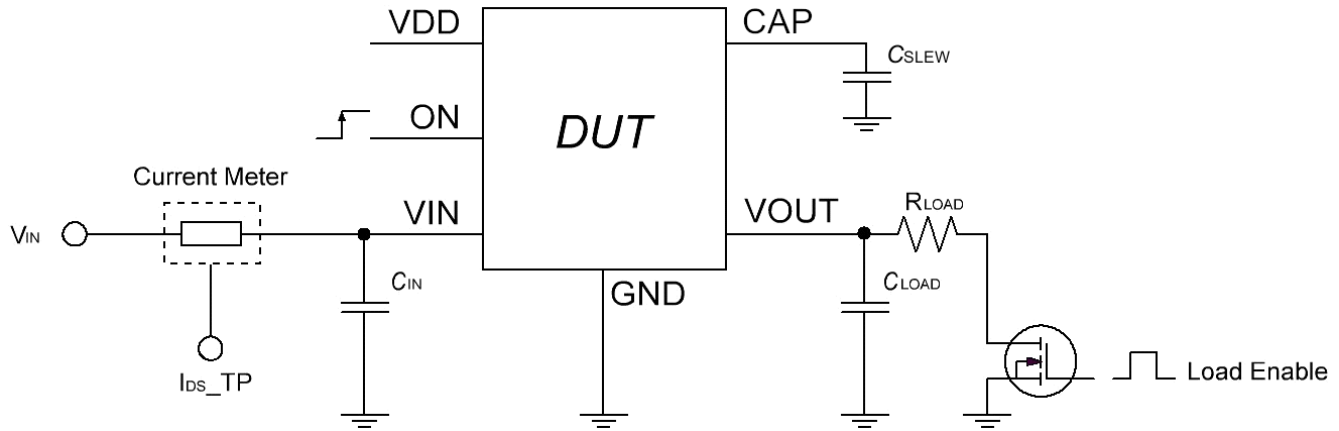 VDD
CAP
CSLEW
ON
DUT
Current Meter
VIN
VOUT
RLOAD
VIN
CIN
GND
CLOAD
IDS_TP
Load Enable